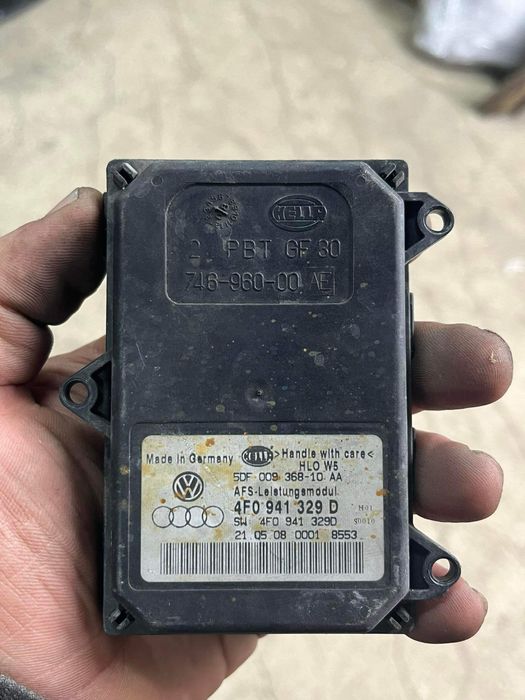 HELLA
PBT GF 30
746-960-00 AE
Made in Germany HELLA >Handle with care<
HLO W5
5DF 009 368-10 AA
AFS-Leistungsmodul
4F0 941 329 D H01
SW: 4F0 941 329D
21.05.08 0001 8553